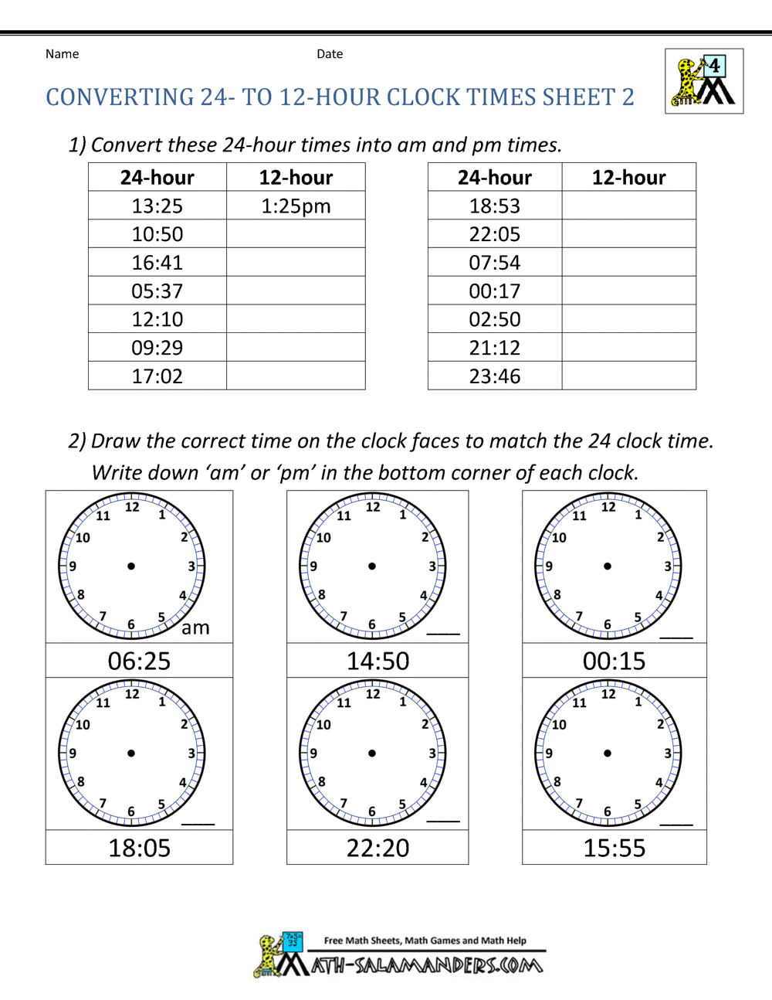 Name Date
4
CONVERTING 24- TO 12-HOUR CLOCK TIMES SHEET 2
1) Convert these 24-hour times into am and pm times.
24-hour 12-hour 24-hour 12-hour
13:25 1:25pm 18:53
10:50 22:05
16:41 07:54
05:37 00:17
12:10 02:50
09:29 21:12
17:02 23:46
2) Draw the correct time on the clock faces to match the 24 clock time.
Write down ‘am’ or ‘pm’ in the bottom corner of each clock.
12 1 2 3 4 5 6 7 8 9 10 11 am
12 1 2 3 4 5 6 7 8 9 10 11 ___
12 1 2 3 4 5 6 7 8 9 10 11 ___
06:25 14:50 00:15
12 1 2 3 4 5 6 7 8 9 10 11 ___
12 1 2 3 4 5 6 7 8 9 10 11 ___
12 1 2 3 4 5 6 7 8 9 10 11 ___
18:05 22:20 15:55
7x5=
35
Free Math Sheets, Math Games and Math Help
MATH-SALAMANDERS.COM